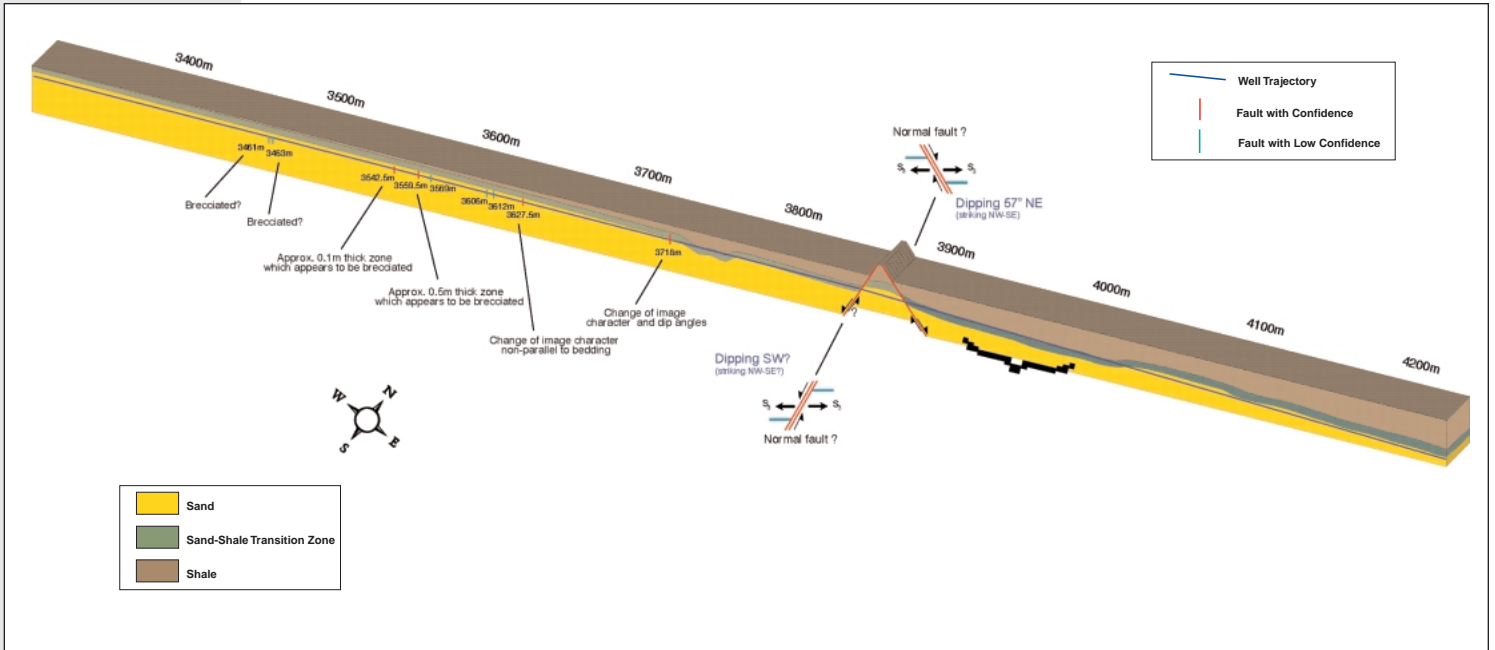 3400m
3500m
3600m
3700m
3800m
3900m
4000m
4100m
4200m
Well Trajectory
Fault with Confidence
Fault with Low Confidence
Normal fault ?
S₃ S₃
Dipping 57° NE
(striking NW-SE)
3461m
3463m
3542.5m
3559.5m
3569m
3606m
3612m
3627.5m
3718m
Brecciated?
Brecciated?
Approx. 0.1m thick zone
which appears to be brecciated
Approx. 0.5m thick zone
which appears to be brecciated
Change of image character
non-parallel to bedding
Change of image
character and dip angles
?
Dipping SW?
(striking NW-SE?)
S₃ S₃
Normal fault ?
N
W
E
S
Sand
Sand-Shale Transition Zone
Shale